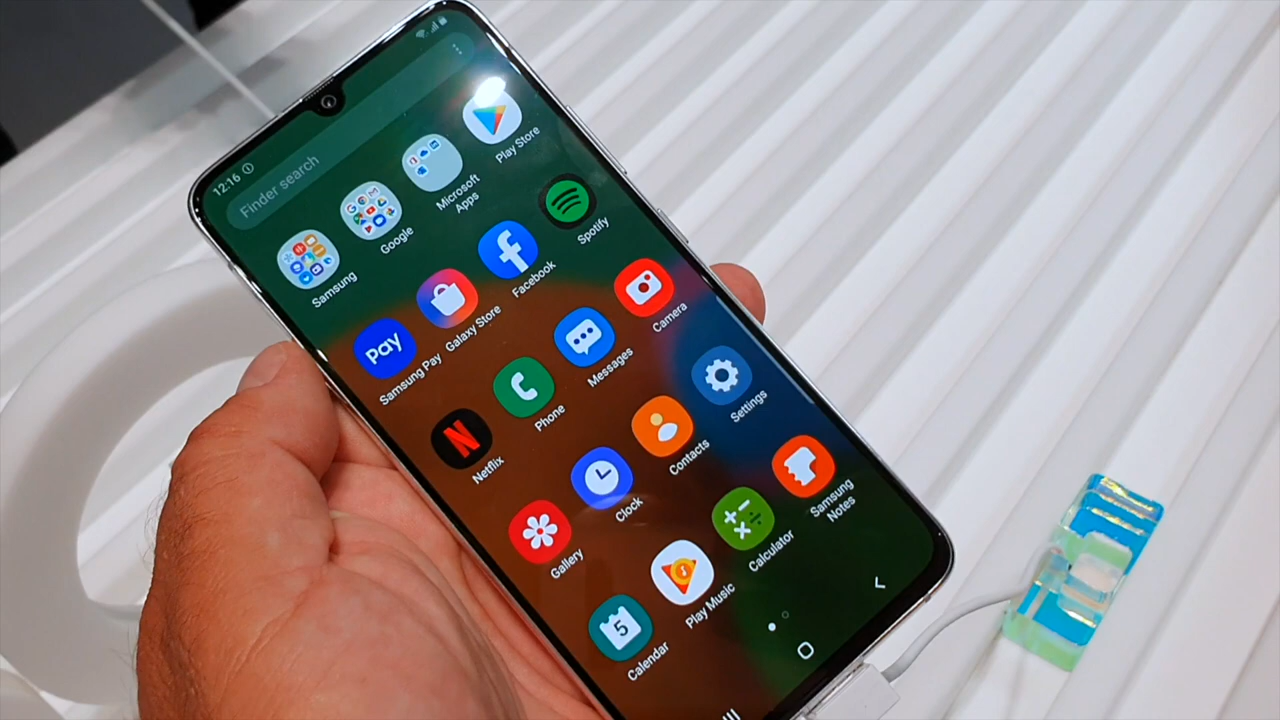 12:16
Finder search
Samsung
Google
Microsoft
Apps
Play Store
pay
Samsung Pay
Galaxy Store
Facebook
Spotify
N
Netflix
Phone
Messages
Camera
Gallery
Clock
Contacts
Settings
5
Calendar
Play Music
Calculator
Samsung
Notes